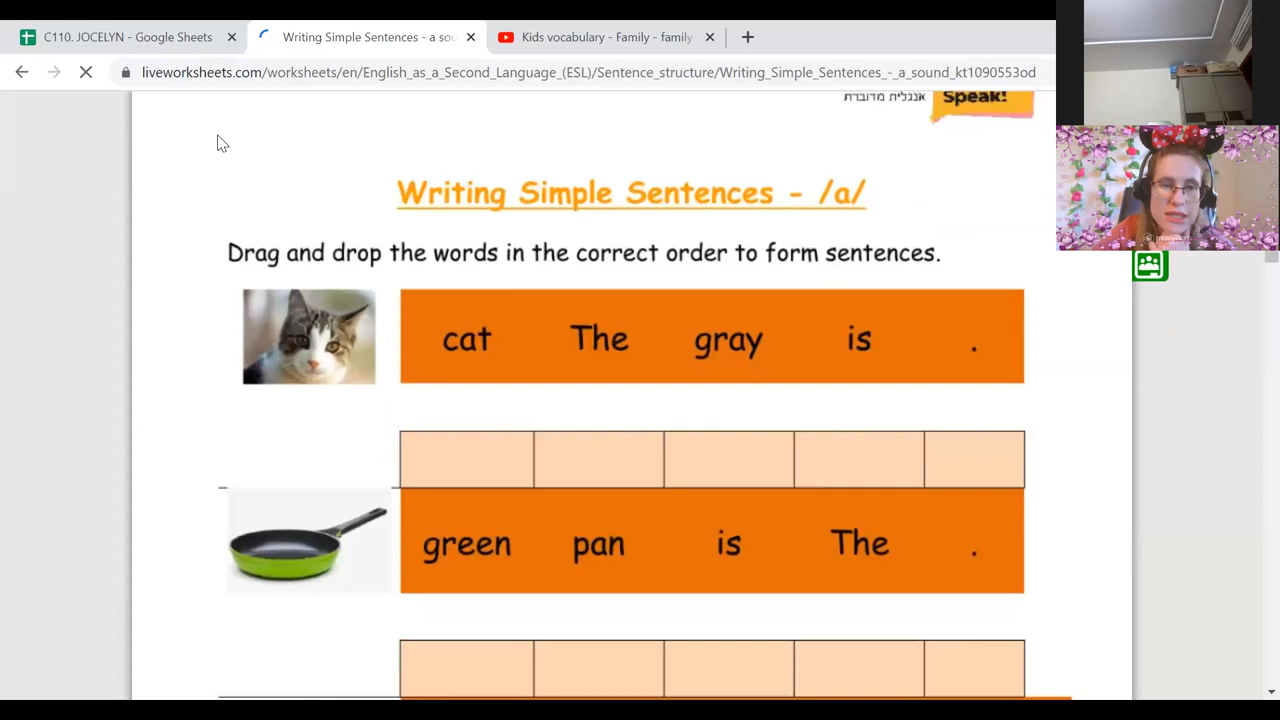 C110. JOCELYN - Google Sheets
Writing Simple Sentences - a sou
Kids vocabulary - Family - family
liveworksheets.com/worksheets/en/English_as_a_Second_Language_(ESL)/Sentence_structure/Writing_Simple_Sentences_-_a_sound_kt1090553od
אנגלית מדוברת
Speak!
Writing Simple Sentences - /a/
Drag and drop the words in the correct order to form sentences.
cat The gray is .
green pan is The .